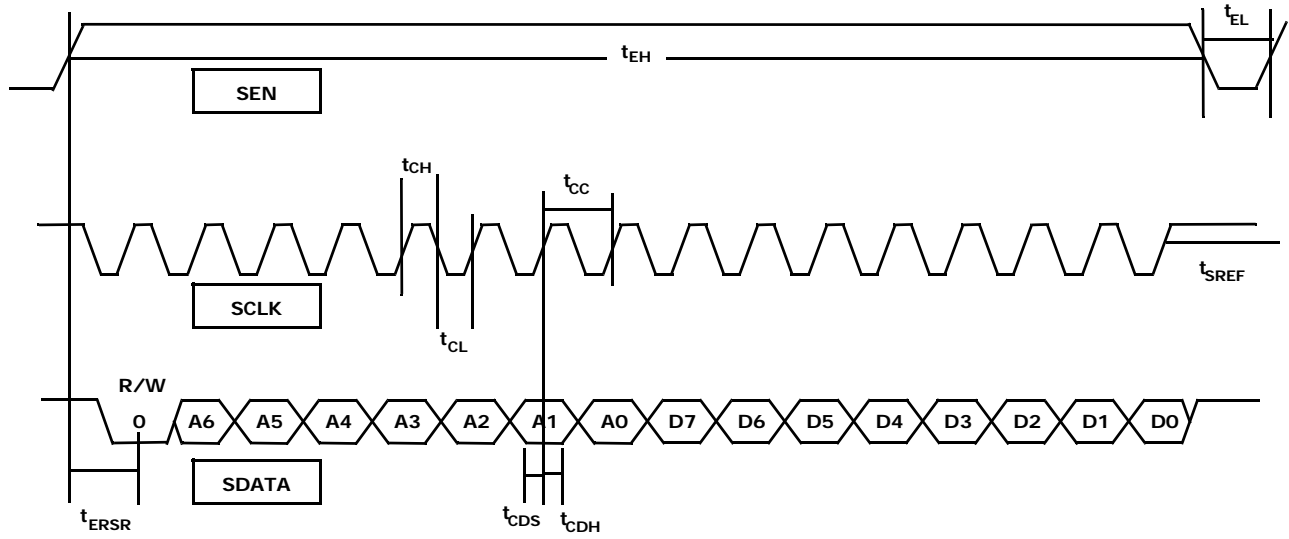 tEL
tEH
SEN
tCH
tCC
SCLK
tSREF
tCL
R/W
0 A6 A5 A4 A3 A2 A1 A0 D7 D6 D5 D4 D3 D2 D1 D0
SDATA
tERSR
tCDS
tCDH